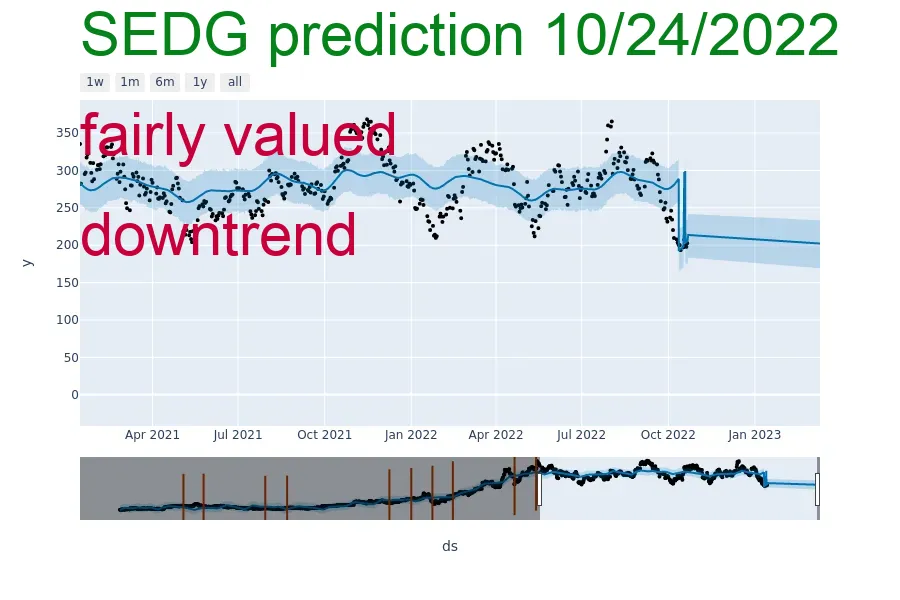 SEDG prediction 10/24/2022
1w 1m 6m 1y all
fairly valued
downtrend
350
300
250
200
150
100
50
0
y
Apr 2021 Jul 2021 Oct 2021 Jan 2022 Apr 2022 Jul 2022 Oct 2022 Jan 2023
ds